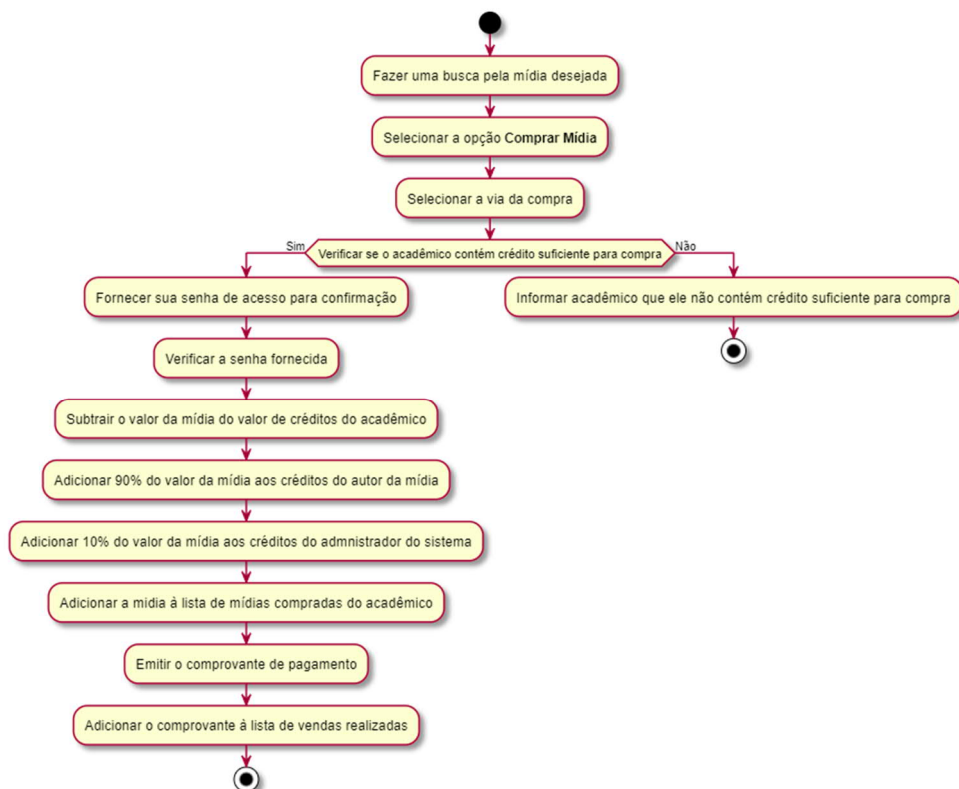 Fazer uma busca pela mídia desejada
Selecionar a opção Comprar Mídia
Selecionar a via da compra
Sim
Verificar se o acadêmico contém crédito suficiente para compra
Não
Fornecer sua senha de acesso para confirmação
Informar acadêmico que ele não contém crédito suficiente para compra
Verificar a senha fornecida
Subtrair o valor da mídia do valor de créditos do acadêmico
Adicionar 90% do valor da mídia aos créditos do autor da mídia
Adicionar 10% do valor da mídia aos créditos do admnistrador do sistema
Adicionar a midia à lista de mídias compradas do acadêmico
Emitir o comprovante de pagamento
Adicionar o comprovante à lista de vendas realizadas